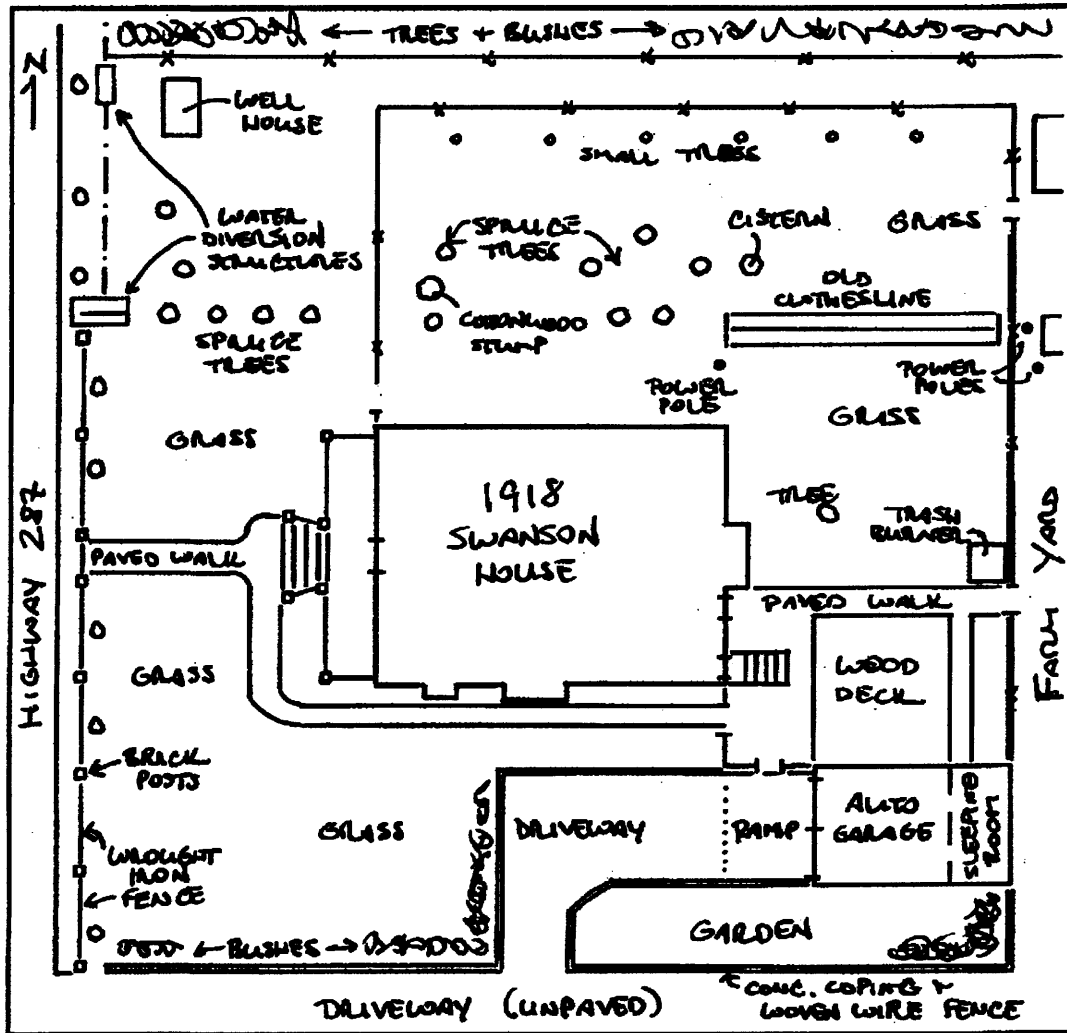 ← TREES + BUSHES →
N
WELL
HOUSE
SMALL TREES
WATER
DIVERSION
STRUCTURES
SPRUCE
TREES
CISTERN
GRASS
OLD
CLOTHESLINE
COTTONWOOD
STUMP
SPRUCE
TREES
POWER
POLE
POWER
POLES
GRASS
GRASS
1918
SWANSON
HOUSE
TREE
TRASH
BURNER
HIGHWAY 287
PAVED WALK
PAVED WALK
FARM YARD
GRASS
WOOD
DECK
BRICK
POSTS
GRASS
DRIVEWAY
RAMP
AUTO
GARAGE
SLEEPING
ROOM
WROUGHT
IRON
FENCE
← BUSHES →
GARDEN
DRIVEWAY (UNPAVED)
CONC. COPING +
WOVEN WIRE FENCE